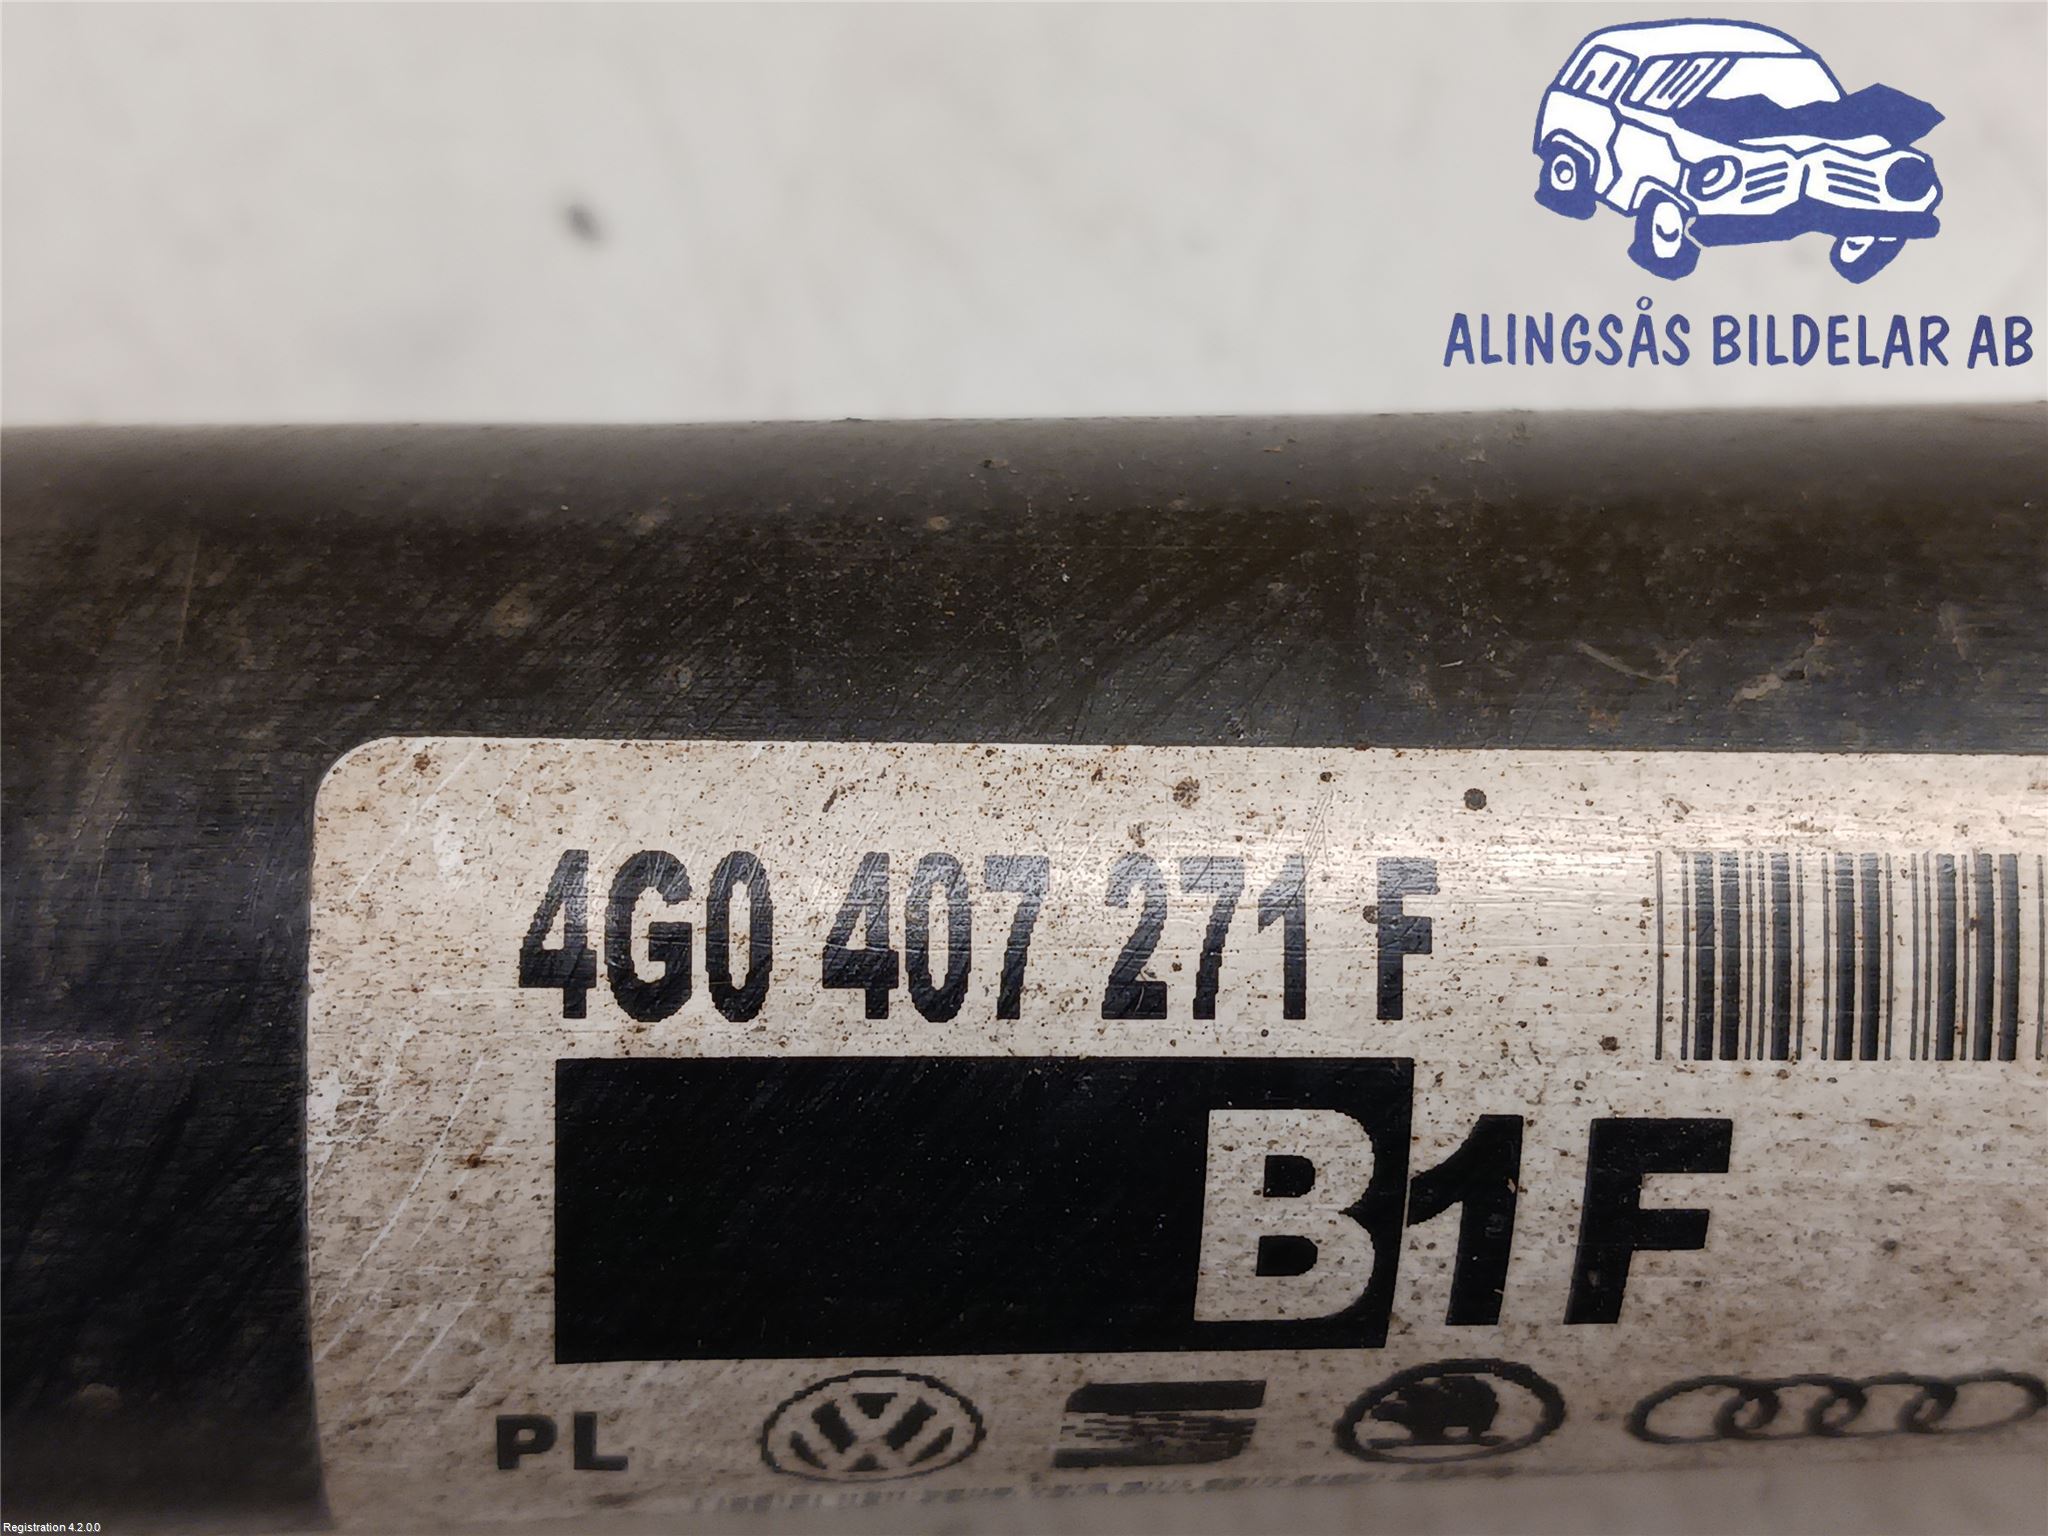 ALINGSÅS BILDELAR AB
4G0 407 271 F
B1F
PL
Registration 4.2.0.0